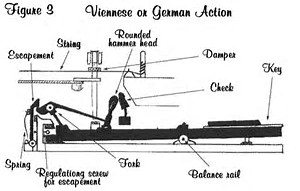 Figure 3
Viennese or German Action
Rounded
hammer head
Escapement
String
Damper
Check
Key
Spring
Regulationg screw
for escapement
Fork
Balance rail